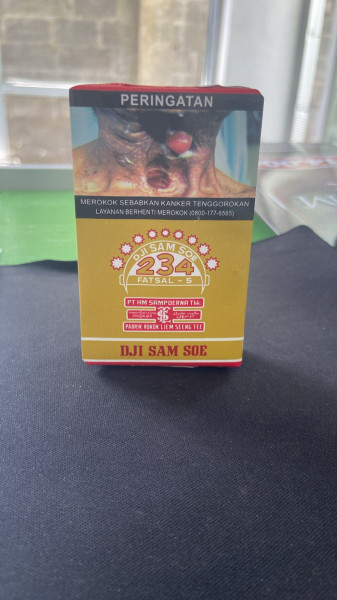 PERINGATAN
MEROKOK SEBABKAN KANKER TENGGOROKAN
LAYANAN BERHENTI MEROKOK (0800-177-6565)
DJI SAM SOE
234
FATSAL - 5
PT HM SAMPOERNA Tbk.
PABRIK ROKOK LIEM SEENG TEE
DJI SAM SOE